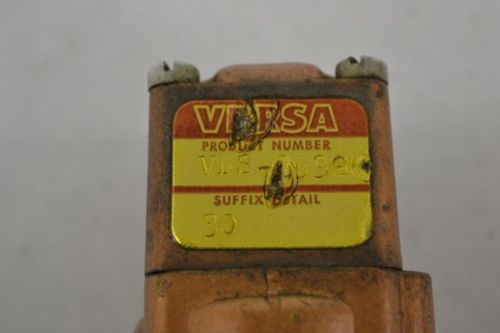 VERSA
PRODUCT NUMBER
SUFFIX DETAIL
30